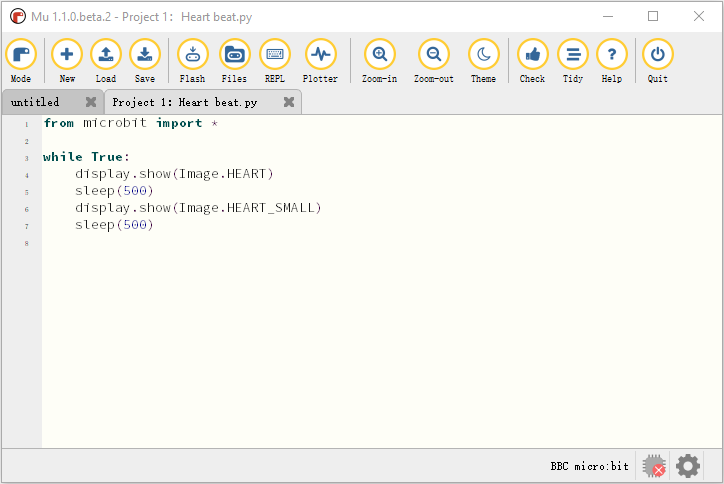 Mu 1.1.0.beta.2 - Project 1： Heart beat.py
Mode New Load Save Flash Files REPL Plotter Zoom-in Zoom-out Theme Check Tidy Help Quit
untitled Project 1: Heart beat.py
1 from microbit import *
2
3 while True:
4 display.show(Image.HEART)
5 sleep(500)
6 display.show(Image.HEART_SMALL)
7 sleep(500)
8
BBC micro:bit